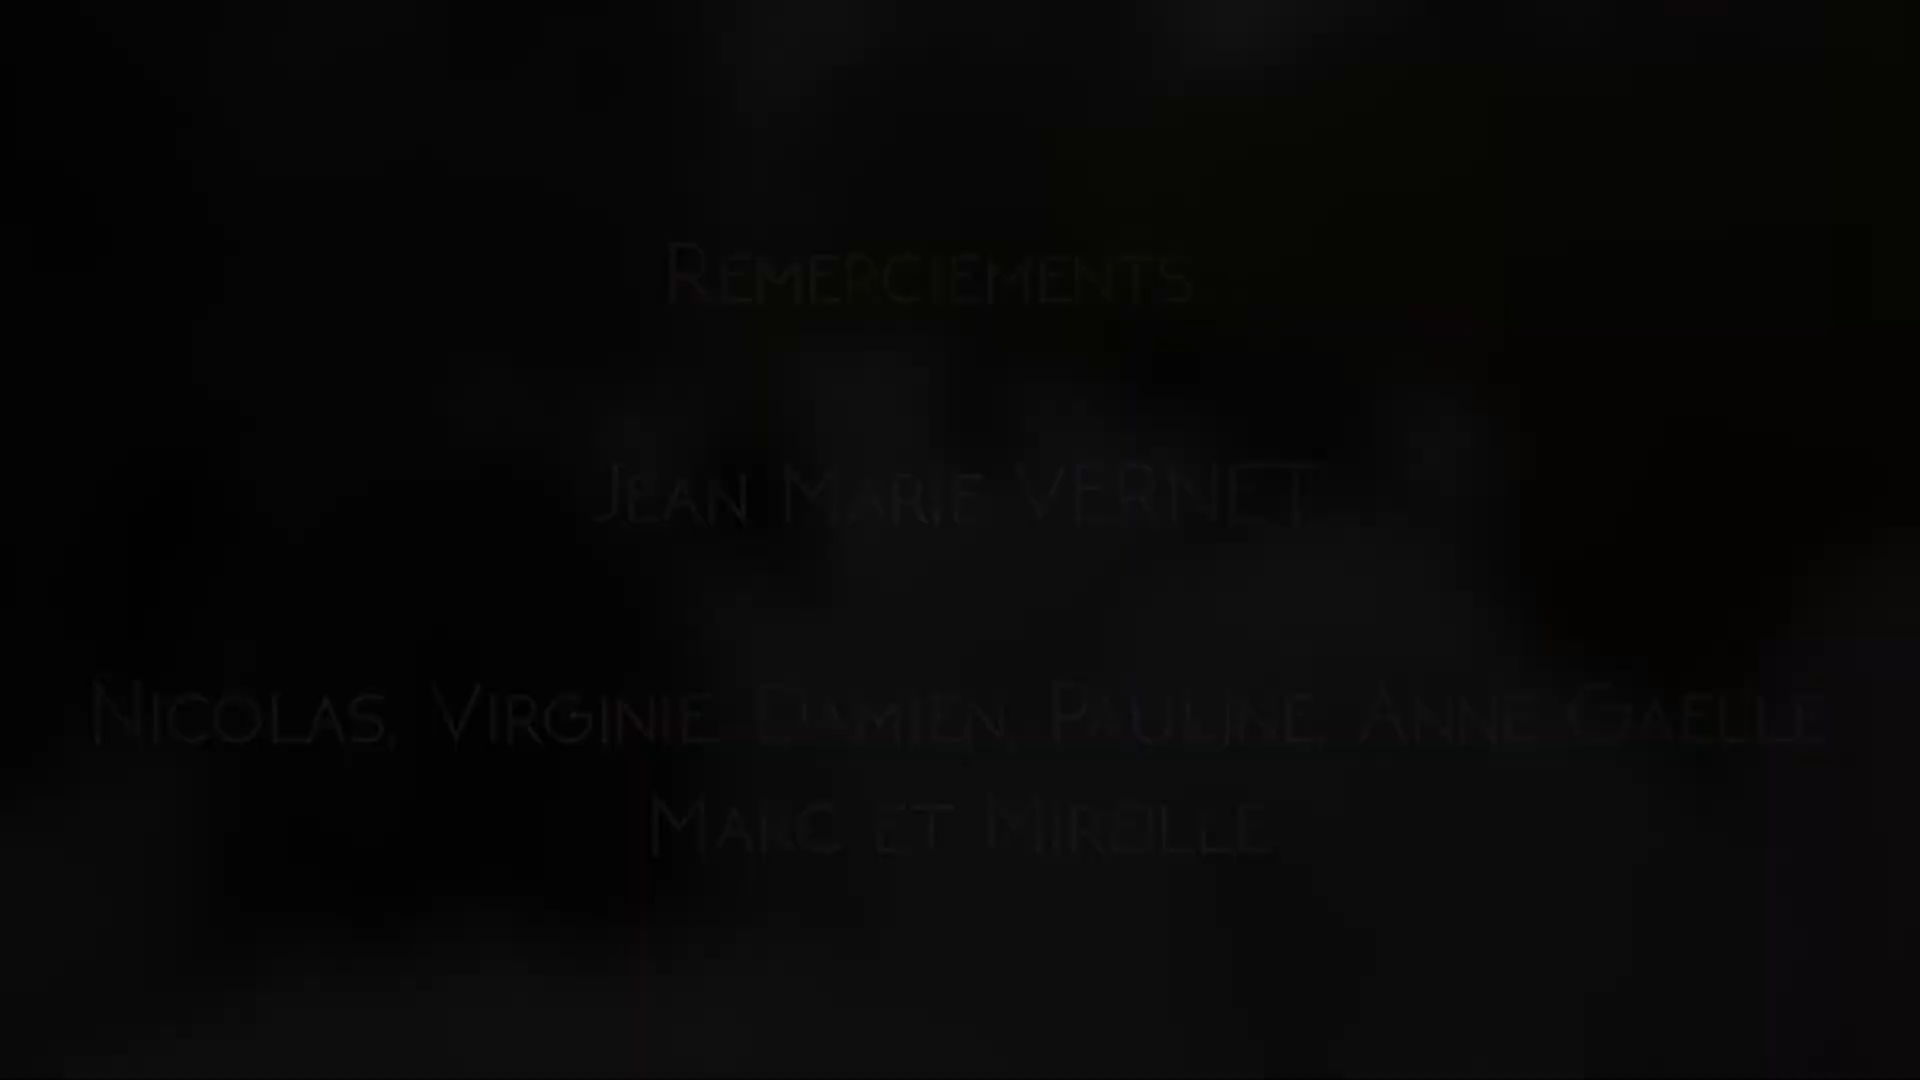 Remerciements
Jean Marie VERNET
Nicolas, Virginie Damien, Pauline Anne Gaelle
Marc et Mireille